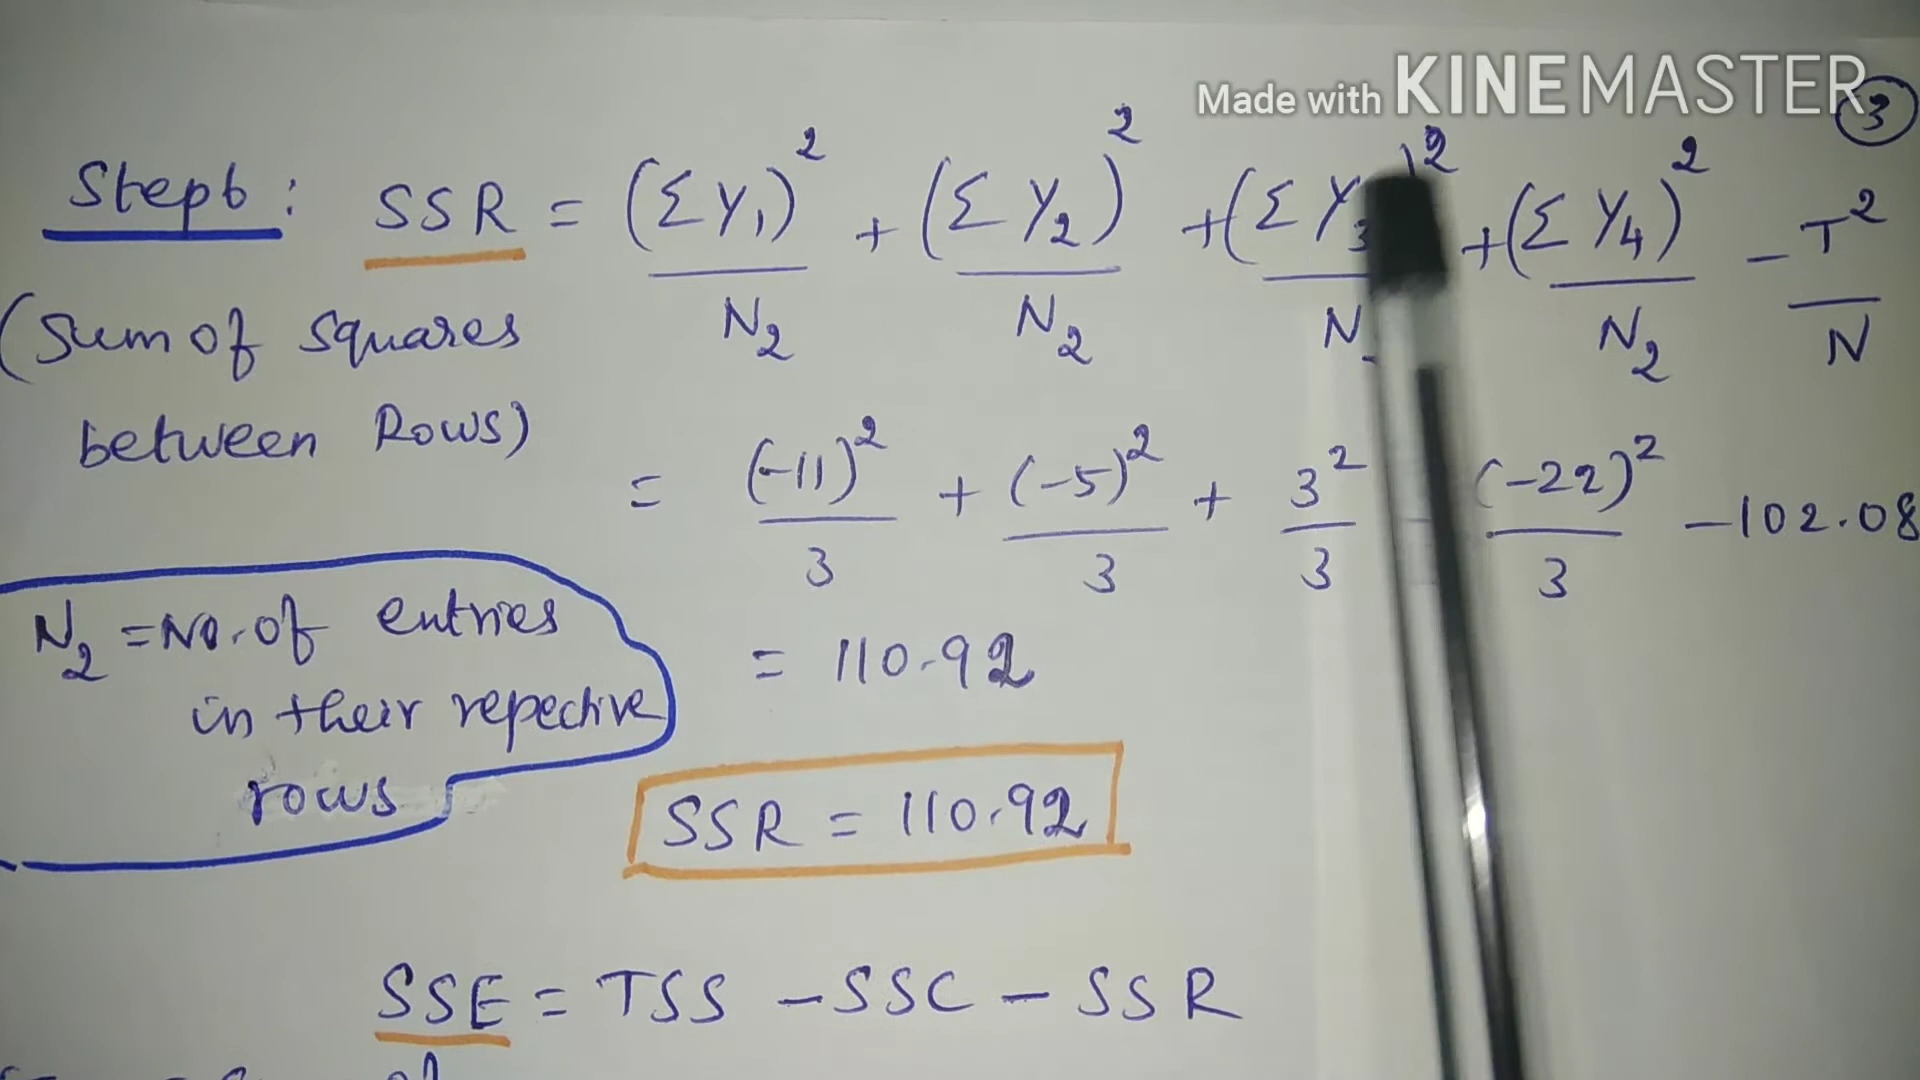 Made with KINEMASTER
3
Step6: SSR = (ΣY₁)²/N₂ + (ΣY₂)²/N₂ + (ΣY₃)²/N + (ΣY₄)²/N₂ - T²/N
(Sum of squares
between Rows)
= (-11)²/3 + (-5)²/3 + 3²/3 (-22)²/3 - 102.08
N₂ = No. of entries
in their repective
rows
= 110.92
SSR = 110.92
SSE = TSS - SSC - SSR